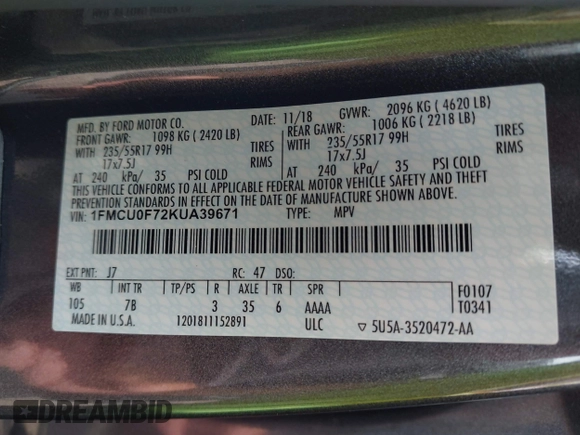 MFD. BY FORD MOTOR CO. DATE: 11/18 GVWR: 2096 KG ( 4620 LB)
FRONT GAWR: 1098 KG ( 2420 LB) REAR GAWR: 1006 KG ( 2218 LB)
WITH 235/55R17 99H TIRES WITH 235/55R17 99H TIRES
17x7.5J RIMS 17x7.5J RIMS
AT 240 kPa/ 35 PSI COLD AT 240 kPa/ 35 PSI COLD
THIS VEHICLE CONFORMS TO ALL APPLICABLE FEDERAL MOTOR VEHICLE SAFETY AND THEFT
PREVENTION STANDARDS IN EFFECT ON THE DATE OF MANUFACTURE SHOWN ABOVE.
VIN: 1FMCU0F72KUA39671 TYPE: MPV
EXT PNT: J7 RC: 47 DSO:
WB INT TR TP/PS R AXLE TR SPR F0107
105 7B 3 35 6 AAAA T0341
MADE IN U.S.A. 1201811152891 ULC ▽ 5U5A-3520472-AA
DREAMBID